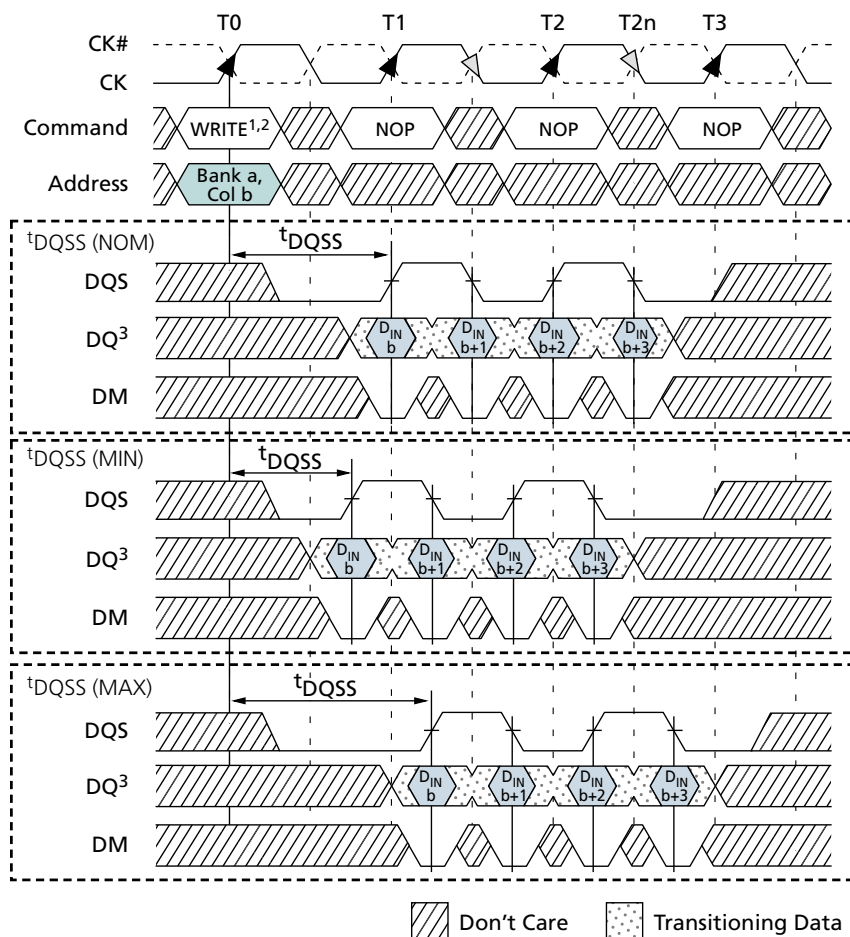 T0 T1 T2 T2n T3
CK#
CK
Command WRITE1,2 NOP NOP NOP
Address Bank a,
Col b
tDQSS (NOM) tDQSS
DQS
DQ3 DIN b DIN b+1 DIN b+2 DIN b+3
DM
tDQSS (MIN) tDQSS
DQS
DQ3 DIN b DIN b+1 DIN b+2 DIN b+3
DM
tDQSS (MAX) tDQSS
DQS
DQ3 DIN b DIN b+1 DIN b+2 DIN b+3
DM
Don't Care Transitioning Data